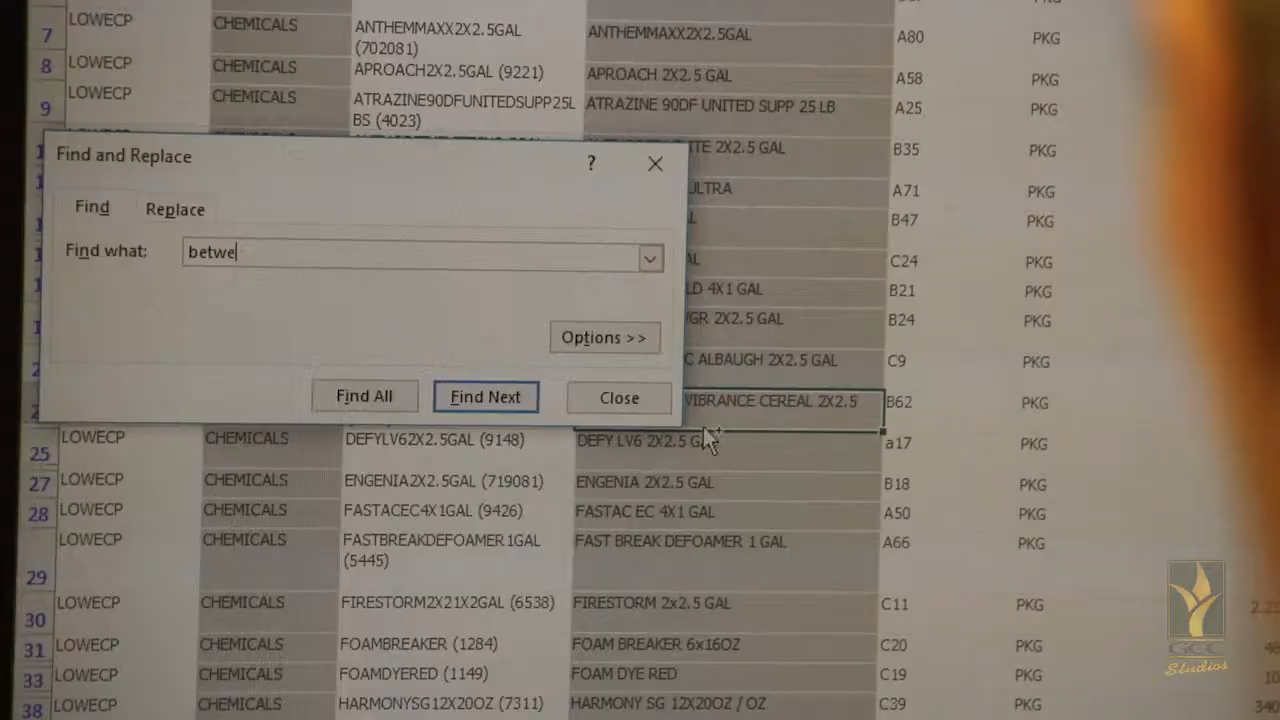 7 LOWECP CHEMICALS ANTHEMMAXX2X2.5GAL (702081) ANTHEMMAXX2X2.5GAL A80 PKG
8 LOWECP CHEMICALS APROACH2X2.5GAL (9221) APROACH 2X2.5 GAL A58 PKG
9 LOWECP CHEMICALS ATRAZINE90DFUNITEDSUPP25L BS (4023) ATRAZINE 90DF UNITED SUPP 25 LB A25 PKG
2X2.5 GAL B35 PKG
ULTRA A71 PKG
B47 PKG
C24 PKG
4X1 GAL B21 PKG
2X2.5 GAL B24 PKG
ALBAUGH 2X2.5 GAL C9 PKG
VIBRANCE CEREAL 2X2.5 B62 PKG
Find and Replace ? ×
Find Replace
Find what: betwe
Options >>
Find All Find Next Close
25 LOWECP CHEMICALS DEFYLV62X2.5GAL (9148) DEFY LV6 2X2.5 GAL a17 PKG
27 LOWECP CHEMICALS ENGENIA2X2.5GAL (719081) ENGENIA 2X2.5 GAL B18 PKG
28 LOWECP CHEMICALS FASTACEC4X1GAL (9426) FASTAC EC 4X1 GAL A50 PKG
29 LOWECP CHEMICALS FASTBREAKDEFOAMER1GAL (5445) FAST BREAK DEFOAMER 1 GAL A66 PKG
30 LOWECP CHEMICALS FIRESTORM2X21X2GAL (6538) FIRESTORM 2x2.5 GAL C11 PKG
31 LOWECP CHEMICALS FOAMBREAKER (1284) FOAM BREAKER 6x16OZ C20 PKG
33 LOWECP CHEMICALS FOAMDYERED (1149) FOAM DYE RED C19 PKG
38 LOWECP CHEMICALS HARMONYSG12X20OZ (7311) HARMONY SG 12X20OZ / OZ C39 PKG
GCC
Studios